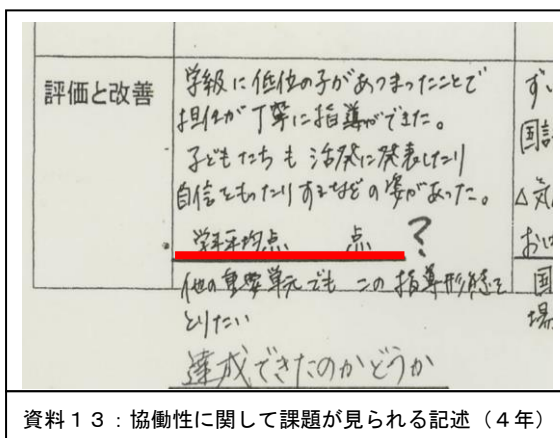 評価と改善
学級に低位の子があつまったことで
担任が丁寧に指導ができた。
子どもたちも活発に発表したり
自信をもったりするなどの姿があった。
・学年平均点 点 ?
他の重要単元でもこの指導形態を
とりたい
達成できたのかどうか
ず
国語
△気
おに
国
場
資料13:協働性に関して課題が見られる記述(4年)